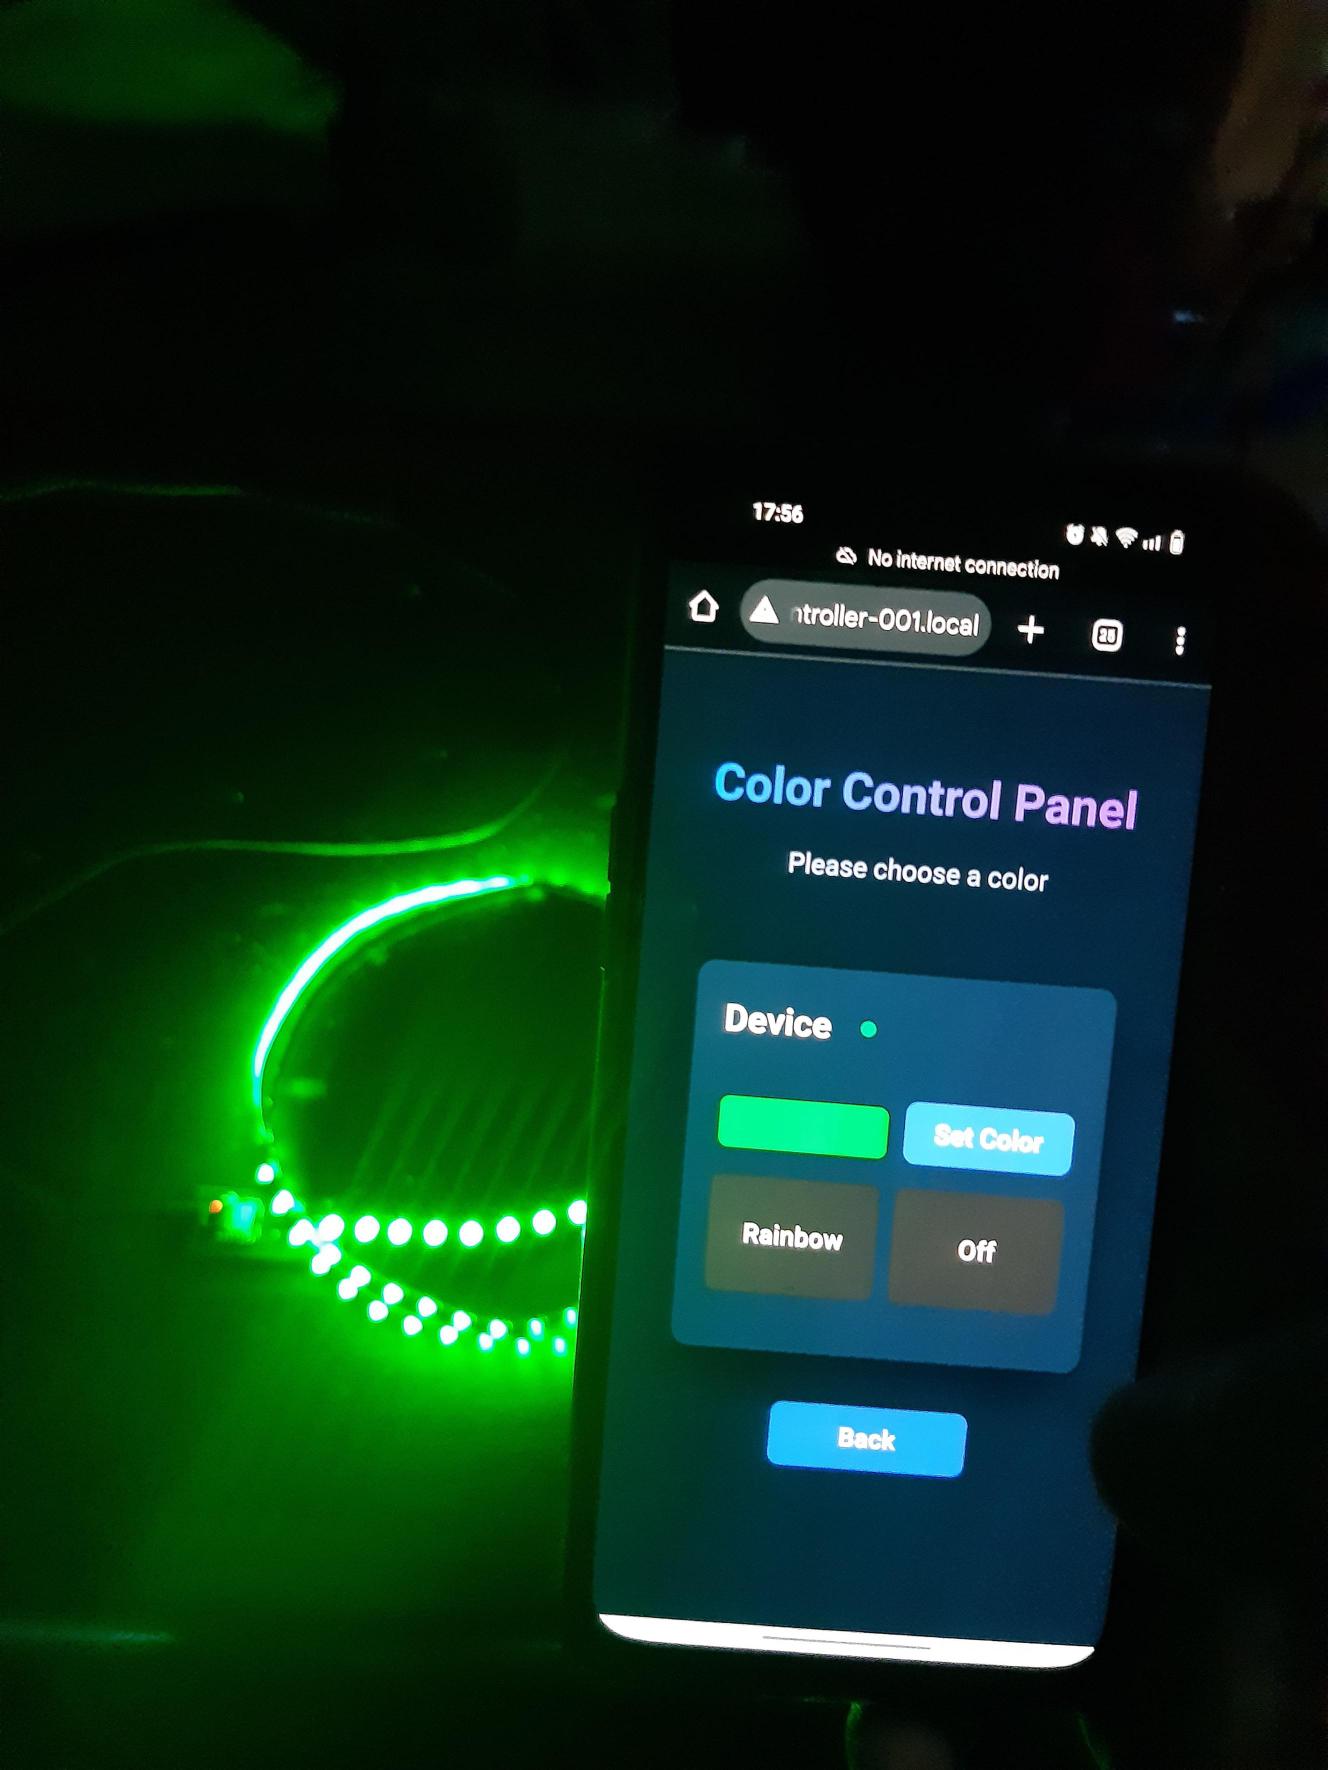 17:56
No internet connection
ntroller-001.local
25
Color Control Panel
Please choose a color
Device
Set Color
Rainbow
Off
Back